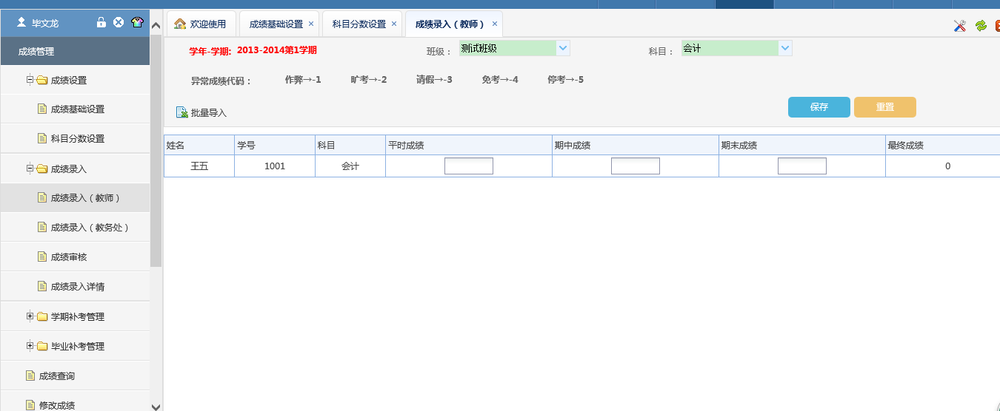 毕文龙
成绩管理
成绩设置
成绩基础设置
科目分数设置
成绩录入
成绩录入（教师）
成绩录入（教务处）
成绩审核
成绩录入详情
学期补考管理
毕业补考管理
成绩查询
修改成绩
欢迎使用 成绩基础设置 × 科目分数设置 × 成绩录入（教师） ×
学年-学期: 2013-2014第1学期 班级： 测试班级 科目： 会计
异常成绩代码： 作弊→-1 旷考→-2 请假→-3 免考→-4 停考→-5
批量导入 保存 重置
姓名 学号 科目 平时成绩 期中成绩 期末成绩 最终成绩
王五 1001 会计 0